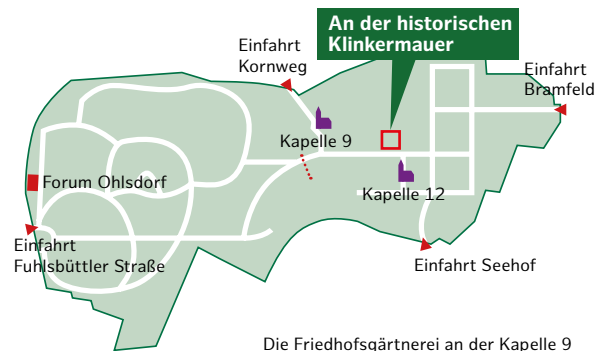 An der historischen
Klinkermauer
Einfahrt
Kornweg
Einfahrt
Bramfeld
Kapelle 9
Forum Ohlsdorf
Kapelle 12
Einfahrt
Fuhlsbüttler Straße
Einfahrt Seehof
Die Friedhofsgärtnerei an der Kapelle 9